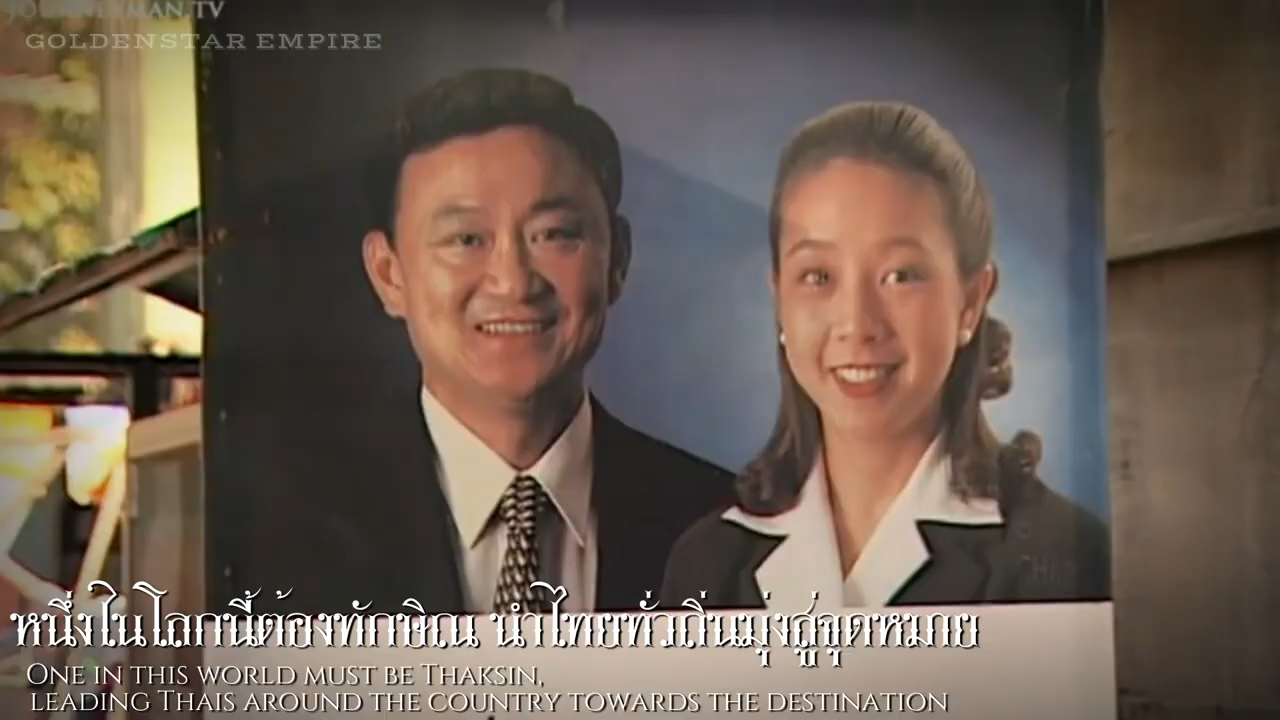 JOURNEYMAN.TV
GOLDENSTAR EMPIRE
หนึ่งในโลกนี้ต้องทักษิณ นำไทยทั่วถิ่นมุ่งสู่จุดหมาย
ONE IN THIS WORLD MUST BE THAKSIN,
LEADING THAIS AROUND THE COUNTRY TOWARDS THE DESTINATION